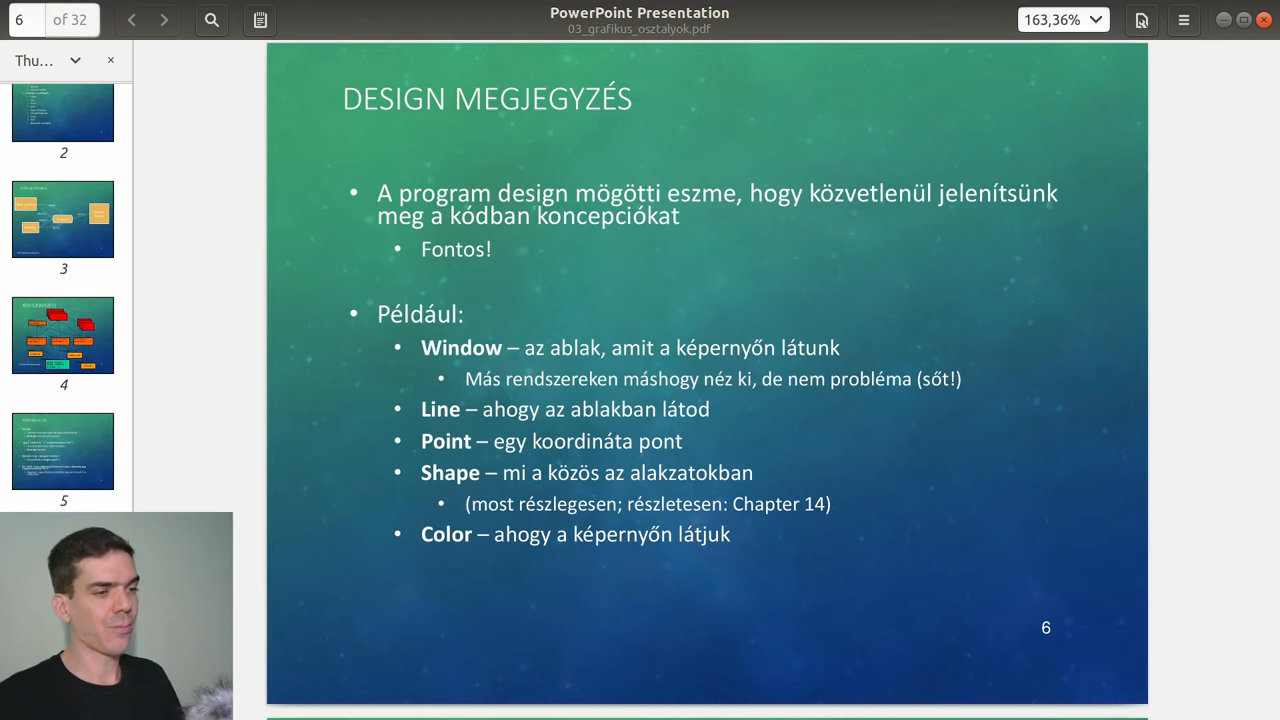 6 of 32
PowerPoint Presentation
03_grafikus_osztalyok.pdf
163,36%
Thu...
2
3
4
5
DESIGN MEGJEGYZÉS
• A program design mögötti eszme, hogy közvetlenül jelenítsünk
meg a kódban koncepciókat
• Fontos!
• Például:
• Window – az ablak, amit a képernyőn látunk
• Más rendszereken máshogy néz ki, de nem probléma (sőt!)
• Line – ahogy az ablakban látod
• Point – egy koordináta pont
• Shape – mi a közös az alakzatokban
• (most részlegesen; részletesen: Chapter 14)
• Color – ahogy a képernyőn látjuk
6